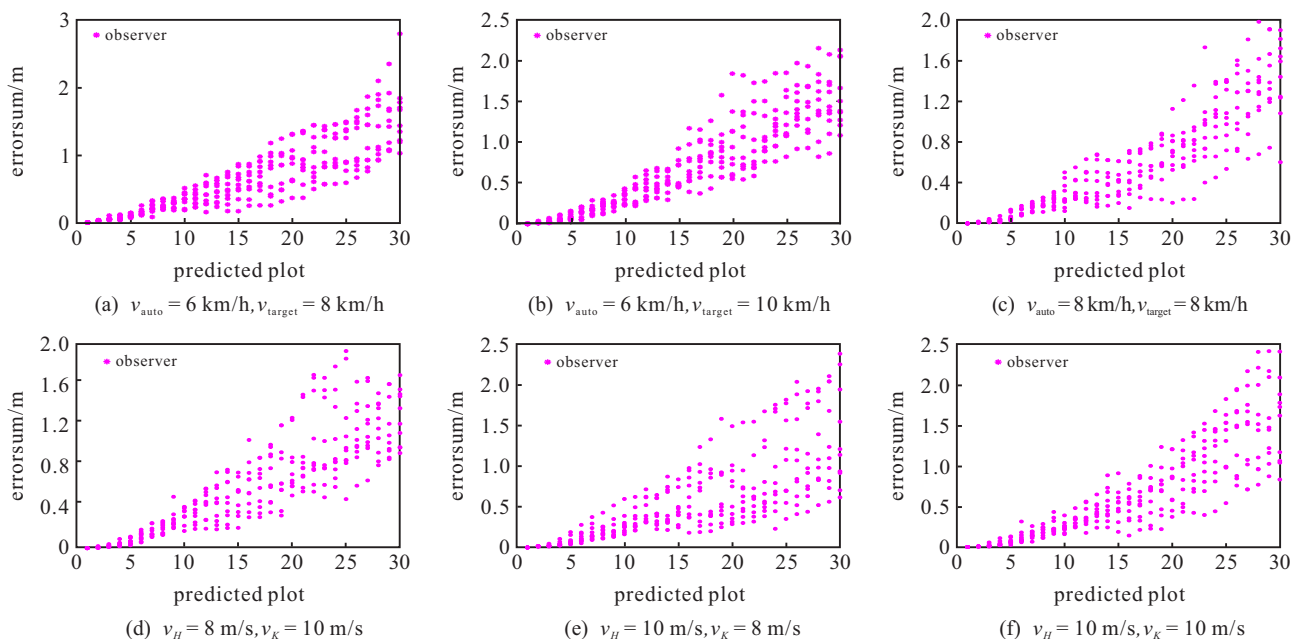 3
2.5
2.0
* observer
* observer
* observer
2.0
1.6
2
1.5
1.2
errorsum/m
errorsum/m
errorsum/m
1.0
0.8
1
0.5
0.4
0
0
0
0 5 10 15 20 25 30
0 5 10 15 20 25 30
0 5 10 15 20 25 30
predicted plot
predicted plot
predicted plot
(a) v_auto = 6 km/h, v_target = 8 km/h
(b) v_auto = 6 km/h, v_target = 10 km/h
(c) v_auto = 8 km/h, v_target = 8 km/h
2.0
2.5
2.5
* observer
* observer
* observer
1.6
2.0
2.0
1.2
1.5
1.5
errorsum/m
errorsum/m
errorsum/m
0.8
1.0
1.0
0.4
0.5
0.5
0
0
0
0 5 10 15 20 25 30
0 5 10 15 20 25 30
0 5 10 15 20 25 30
predicted plot
predicted plot
predicted plot
(d) v_H = 8 m/s, v_K = 10 m/s
(e) v_H = 10 m/s, v_K = 8 m/s
(f) v_H = 10 m/s, v_K = 10 m/s